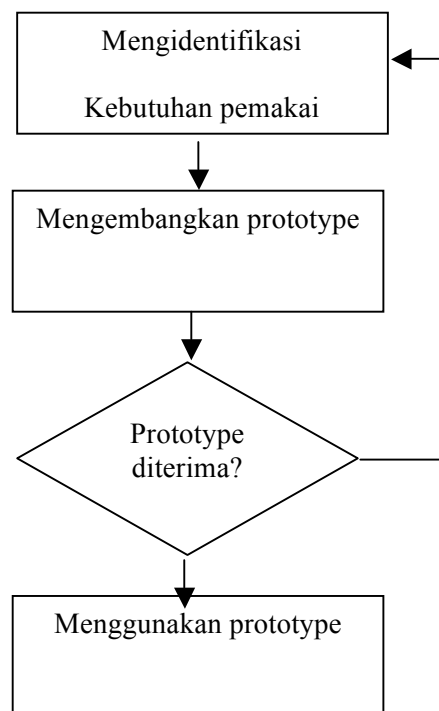 Mengidentifikasi
Kebutuhan pemakai
Mengembangkan prototype
Prototype
diterima?
Menggunakan prototype